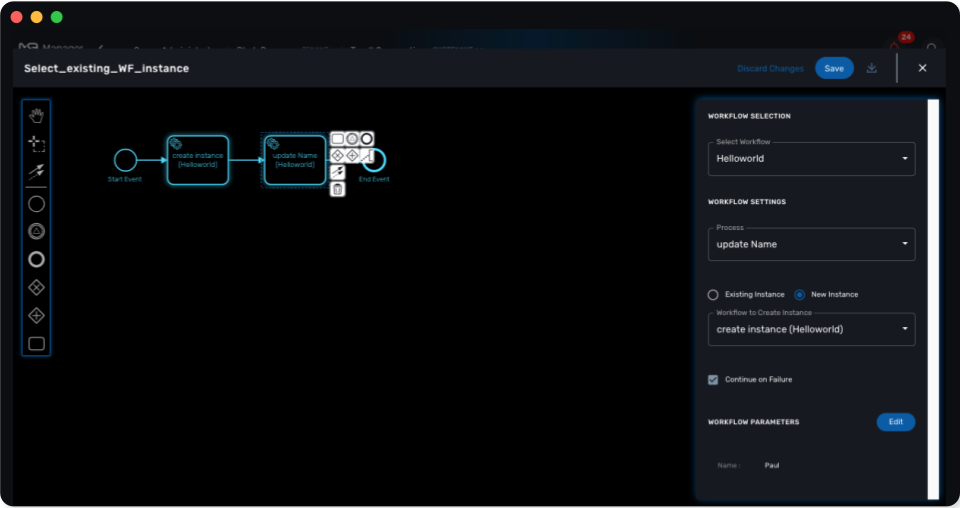 24
Manager
Select_existing_WF_instance
Discard Changes
Save
create instance
(Helloworld)
update Name
(Helloworld)
Start Event
End Event
WORKFLOW SELECTION
Select Workflow
Helloworld
WORKFLOW SETTINGS
Process
update Name
Existing Instance
New Instance
Workflow to Create Instance
create instance (Helloworld)
Continue on Failure
WORKFLOW PARAMETERS
Edit
Name :
Paul